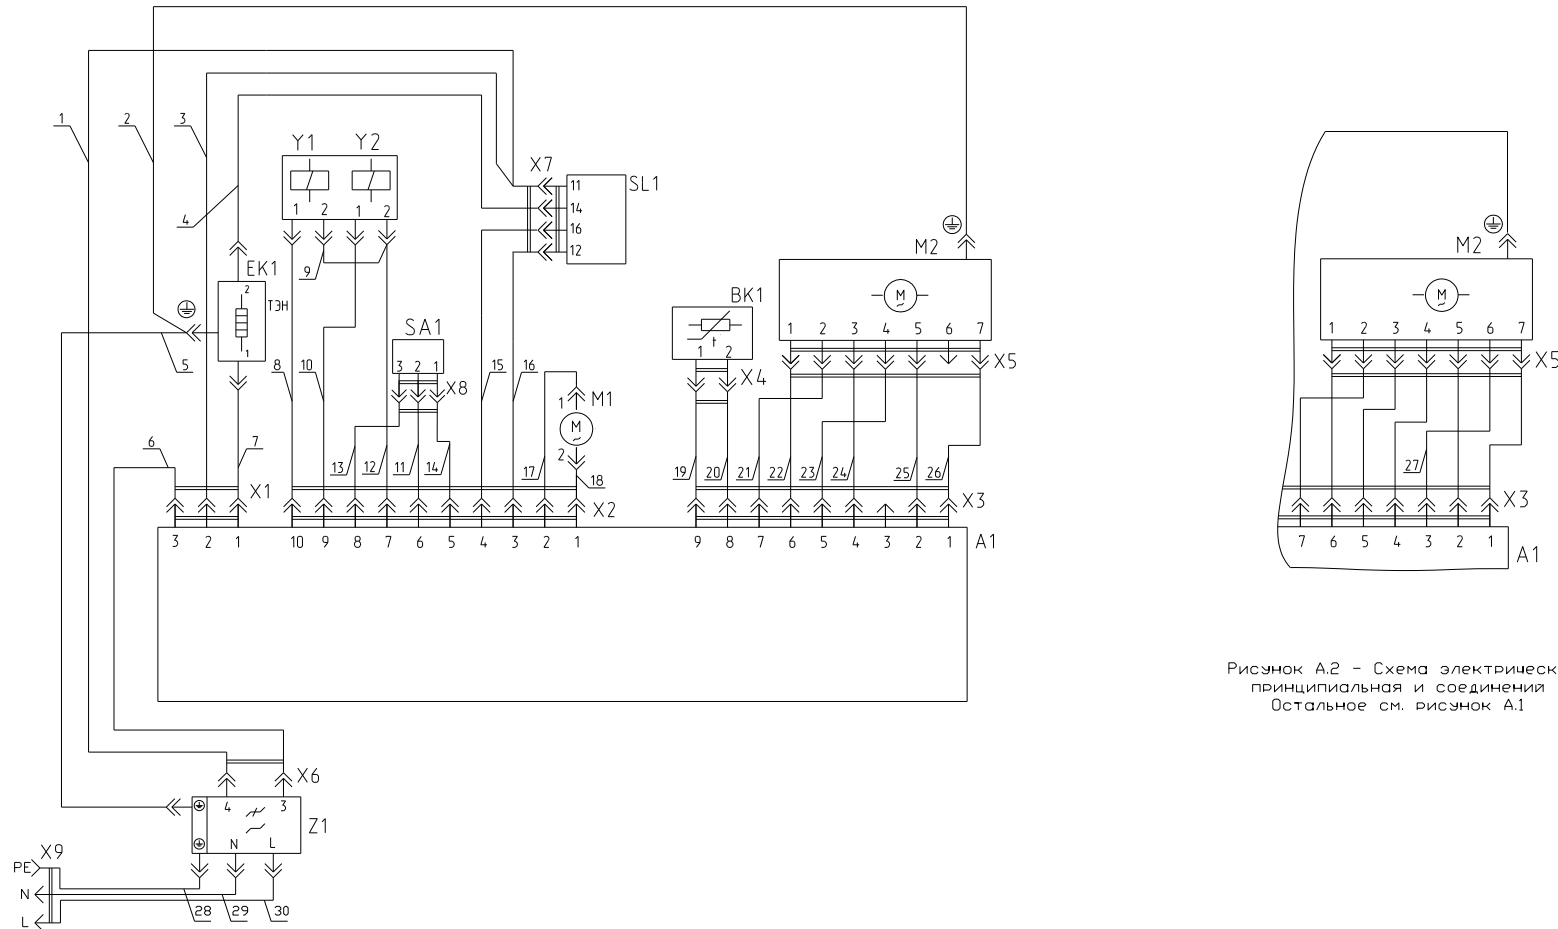 1 2 3 4
Y1 Y2
1 2 1 2
X7 SL1
11
14
16
12
EK1
2
ТЭН
1
5
9
8 10
SA1
3 2 1
X8
15 16
M1
1
M
~
2
BK1
t
1 2
X4
M2
M
~
1 2 3 4 5 6 7
X5
6 7
13 12 11 14 17 18
19 20 21 22 23 24 25 26
X1 X2 X3
3 2 1
10 9 8 7 6 5 4 3 2 1
9 8 7 6 5 4 3 2 1
A1
X6
4 3
Z1
N L
X9
PE
N
L
28 29 30
M2
M
~
1 2 3 4 5 6 7
X5
27
X3
7 6 5 4 3 2 1
A1
Рисунок А.2 – Схема электрическ
принципиальная и соединений
Остальное см. рисунок А.1